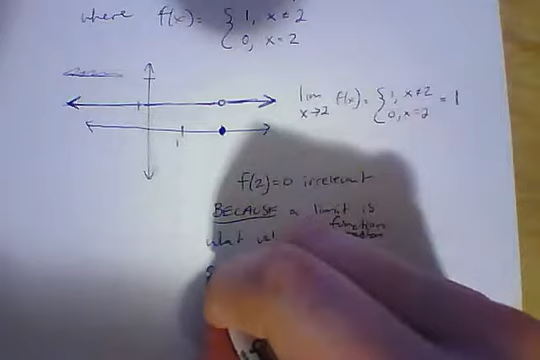 where f(x) = { 1, x ≠ 2
0, x = 2
lim x→2 f(x) = { 1, x ≠ 2
0, x = 2 = 1
1
f(2) = 0 irrelevant
BECAUSE a limit is
what
function